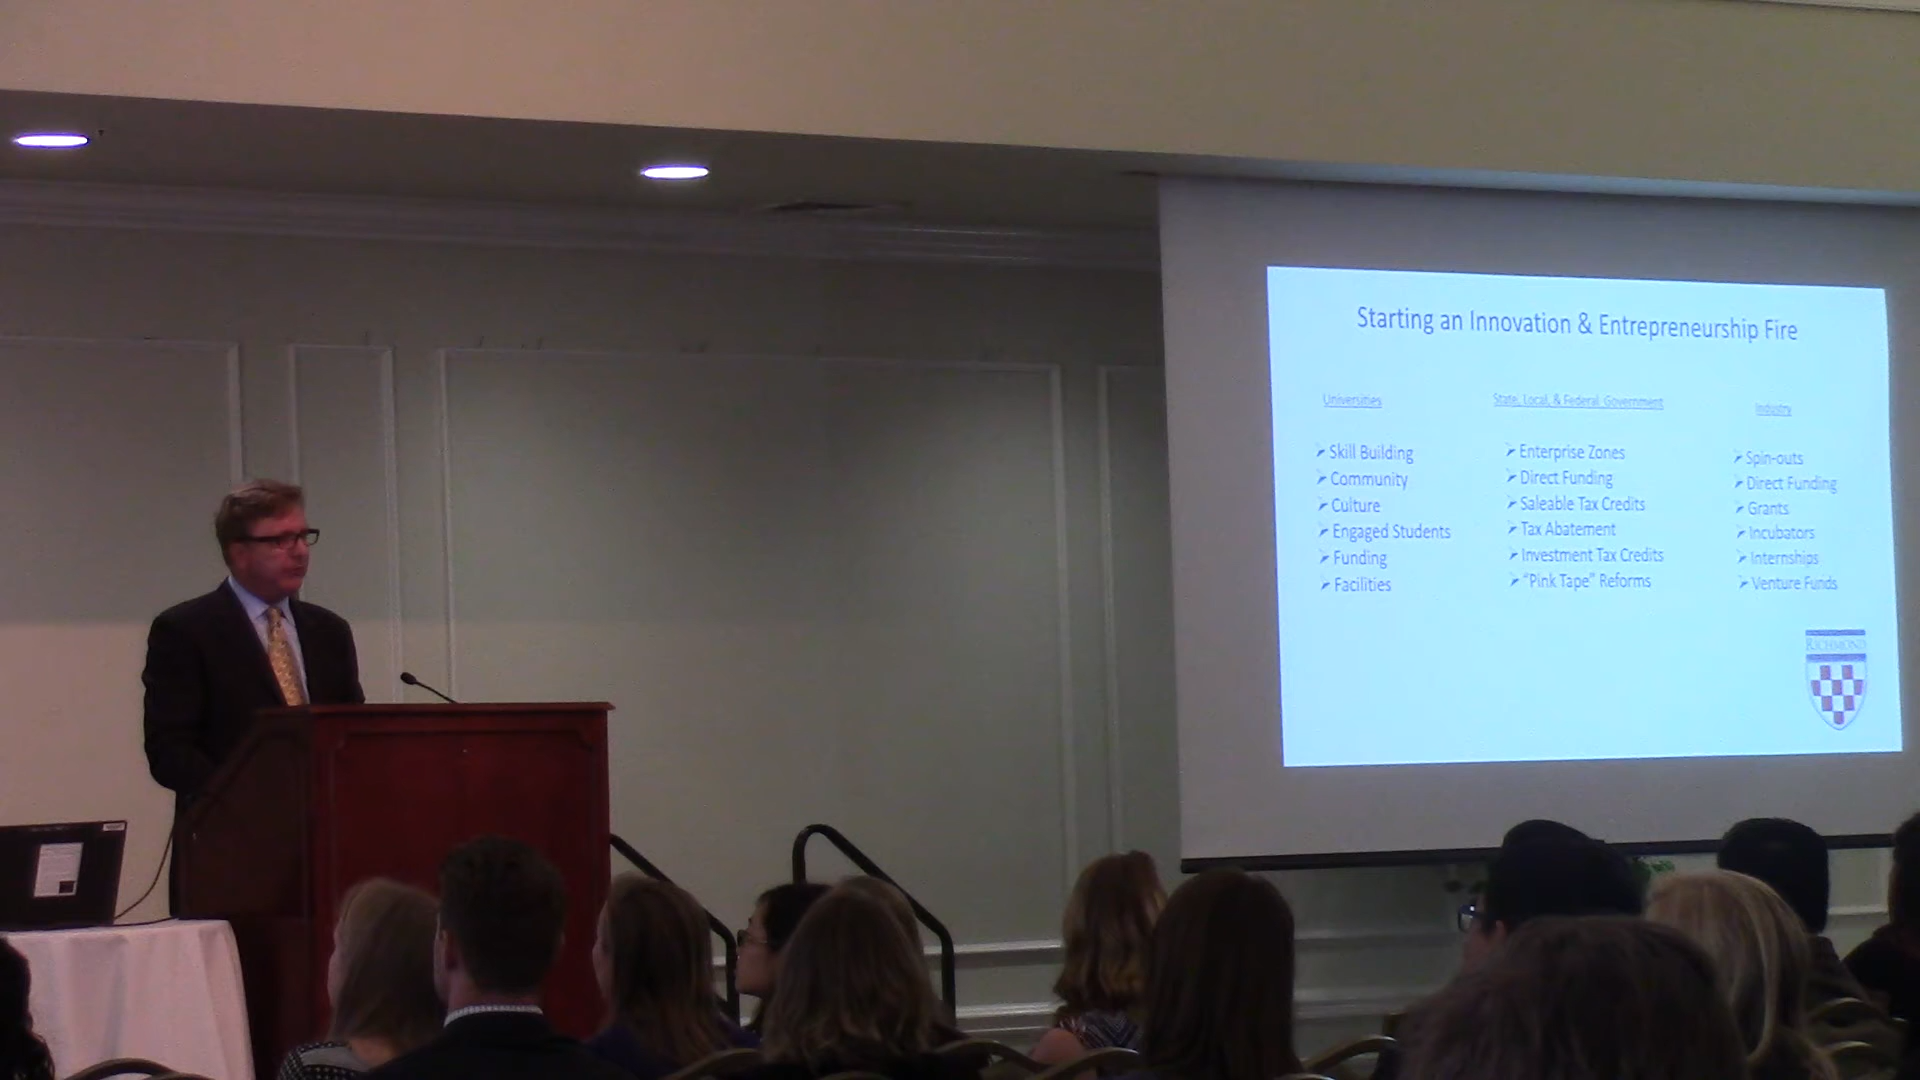 Starting an Innovation & Entrepreneurship Fire
Universities
➢ Skill Building
➢ Community
➢ Culture
➢ Engaged Students
➢ Funding
➢ Facilities
State, Local, & Federal Government
➢ Enterprise Zones
➢ Direct Funding
➢ Saleable Tax Credits
➢ Tax Abatement
➢ Investment Tax Credits
➢ "Pink Tape" Reforms
Industry
➢ Spin-outs
➢ Direct Funding
➢ Grants
➢ Incubators
➢ Internships
➢ Venture Funds
RICHMOND